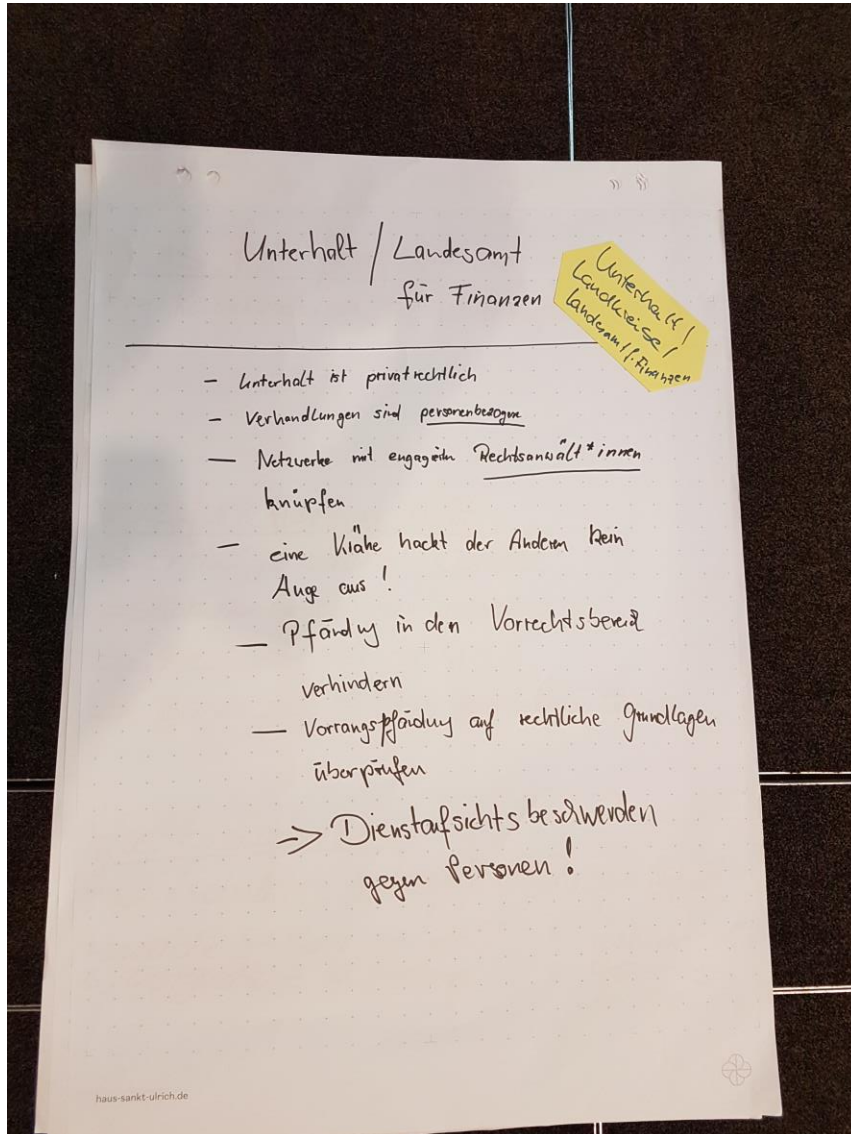 Unterhalt / Landesamt
für Finanzen
Unterhalt /
Landkreise /
Landesamt f. Finanzen
- Unterhalt ist privatrechtlich
- Verhandlungen sind personenbezogen
- Netzwerke mit engagierten Rechtsanwält*innen
knüpfen
- eine Krähe hackt der Anderen kein
Auge aus !
- Pfändung in den Vorrechtsbereich
verhindern
- Vorrangspfändung auf rechtliche Grundlagen
überprüfen
=> Dienstaufsichtsbeschwerden
gegen Personen !
haus-sankt-ulrich.de